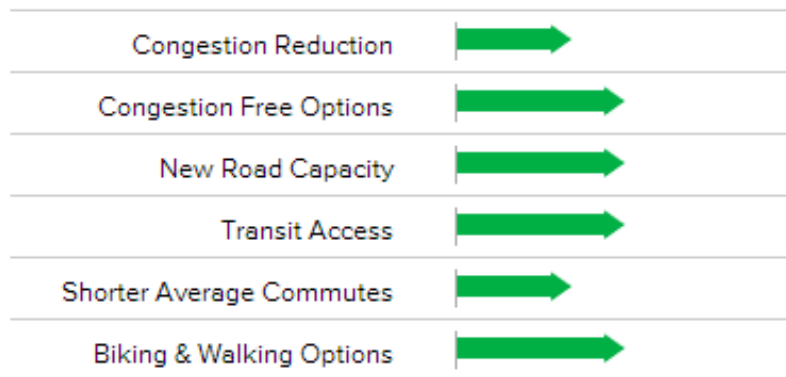 Congestion Reduction
Congestion Free Options
New Road Capacity
Transit Access
Shorter Average Commutes
Biking & Walking Options